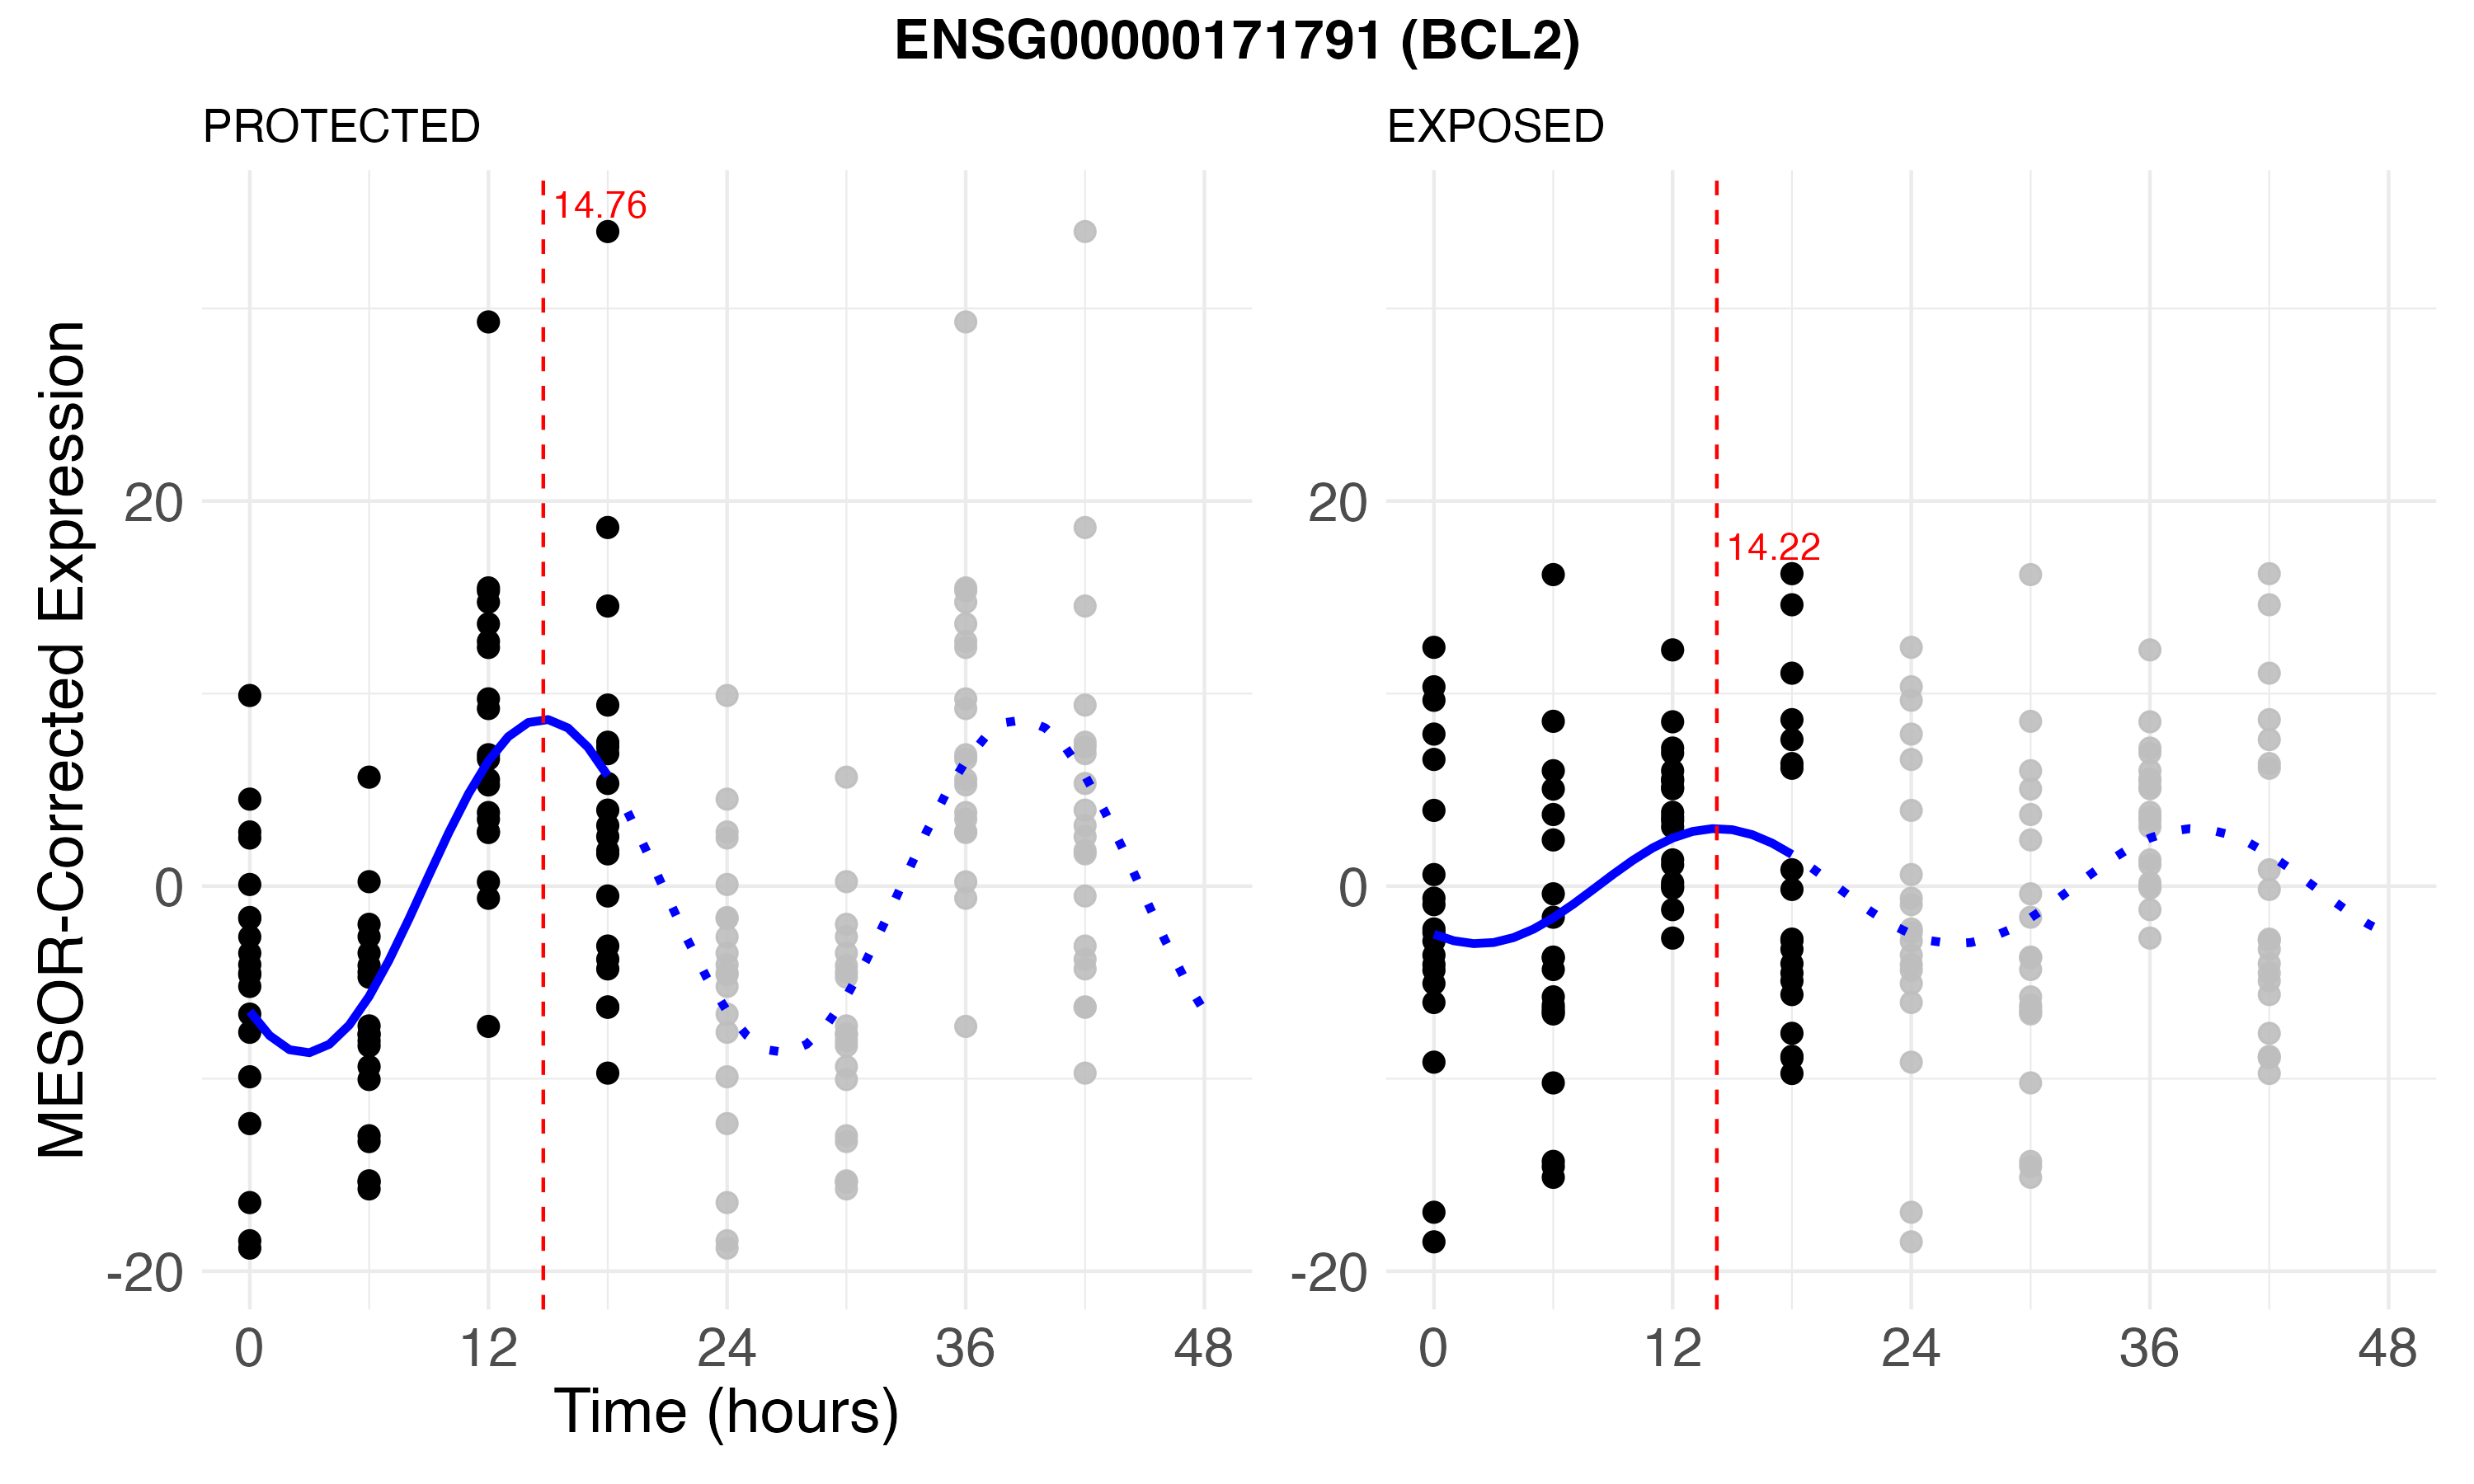 ENSG00000171791 (BCL2)
PROTECTED
EXPOSED
MESOR-Corrected Expression
14.76
20
0
-20
0 12 24 36 48
14.22
20
0
-20
0 12 24 36 48
Time (hours)